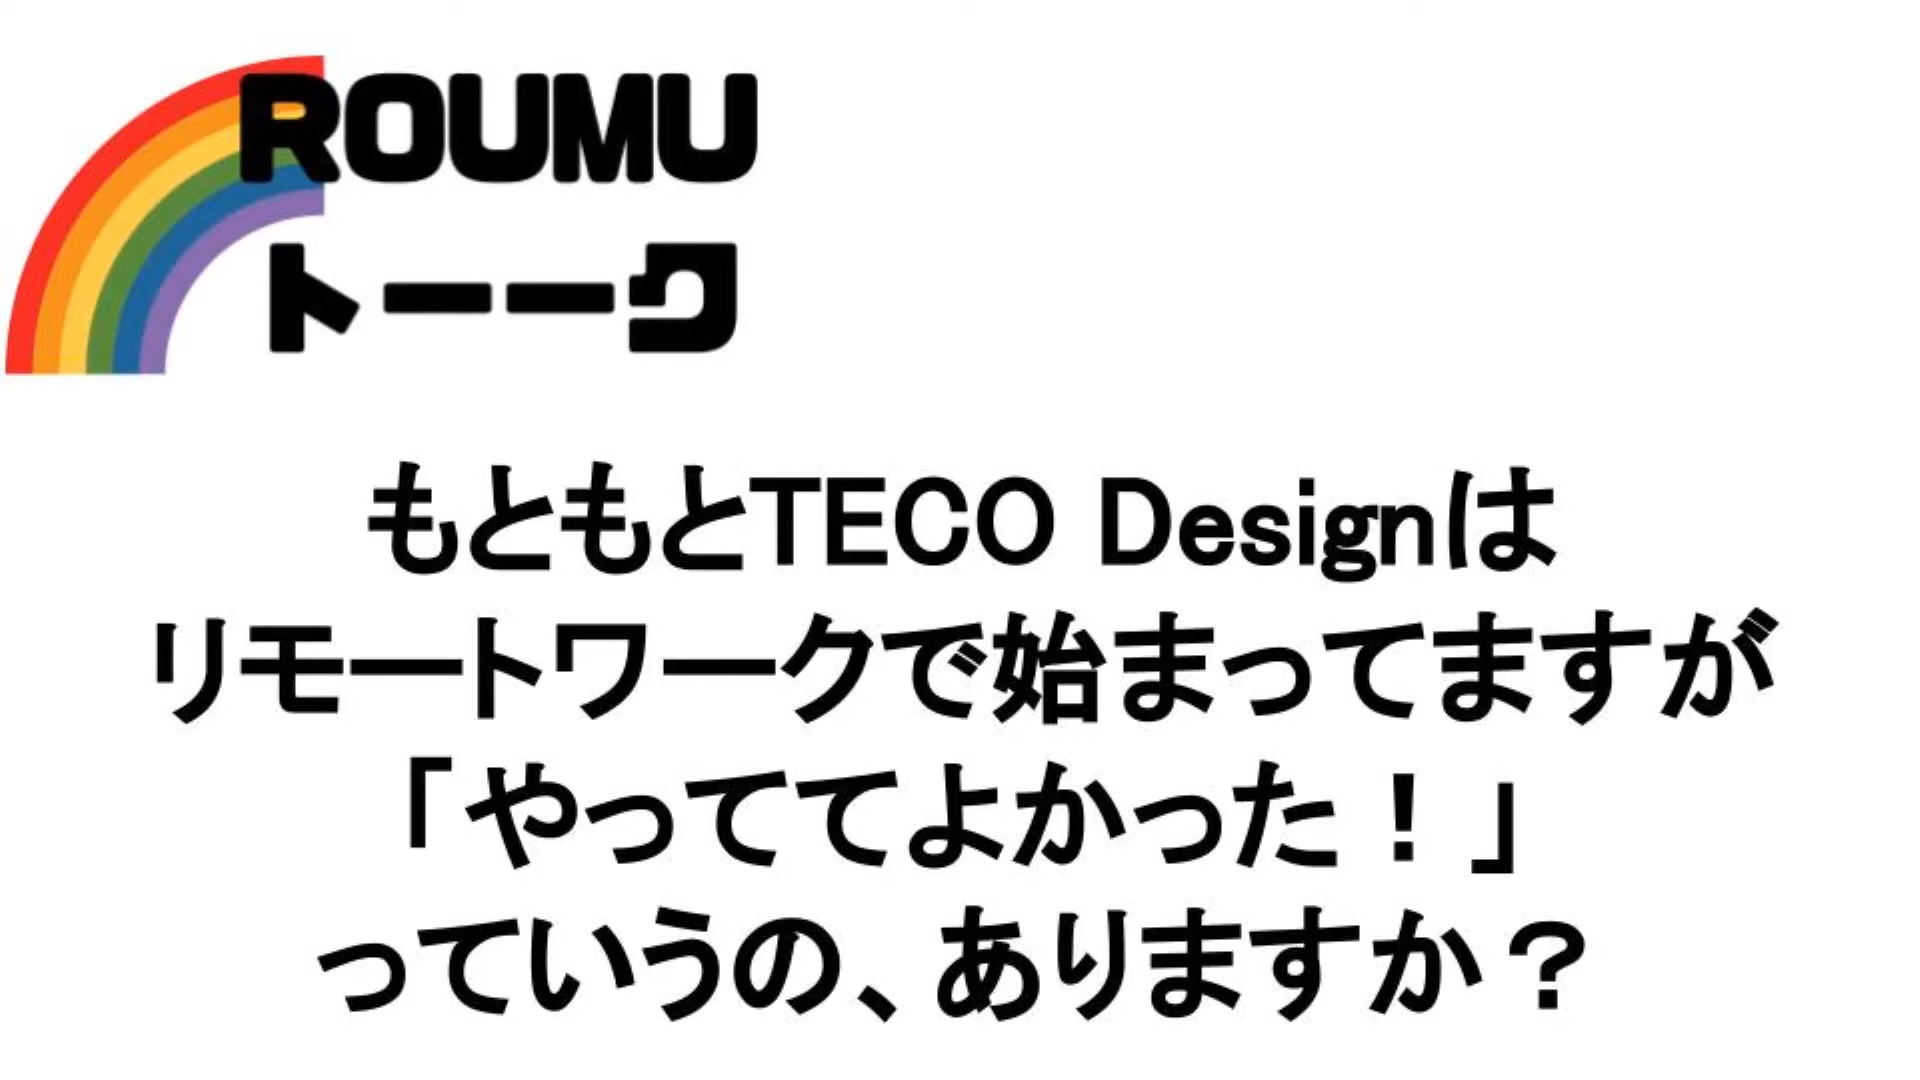 ROUMU
トーーク
もともとTECO Designは
リモートワークで始まってますが
「やっててよかった！」
っていうの、ありますか？